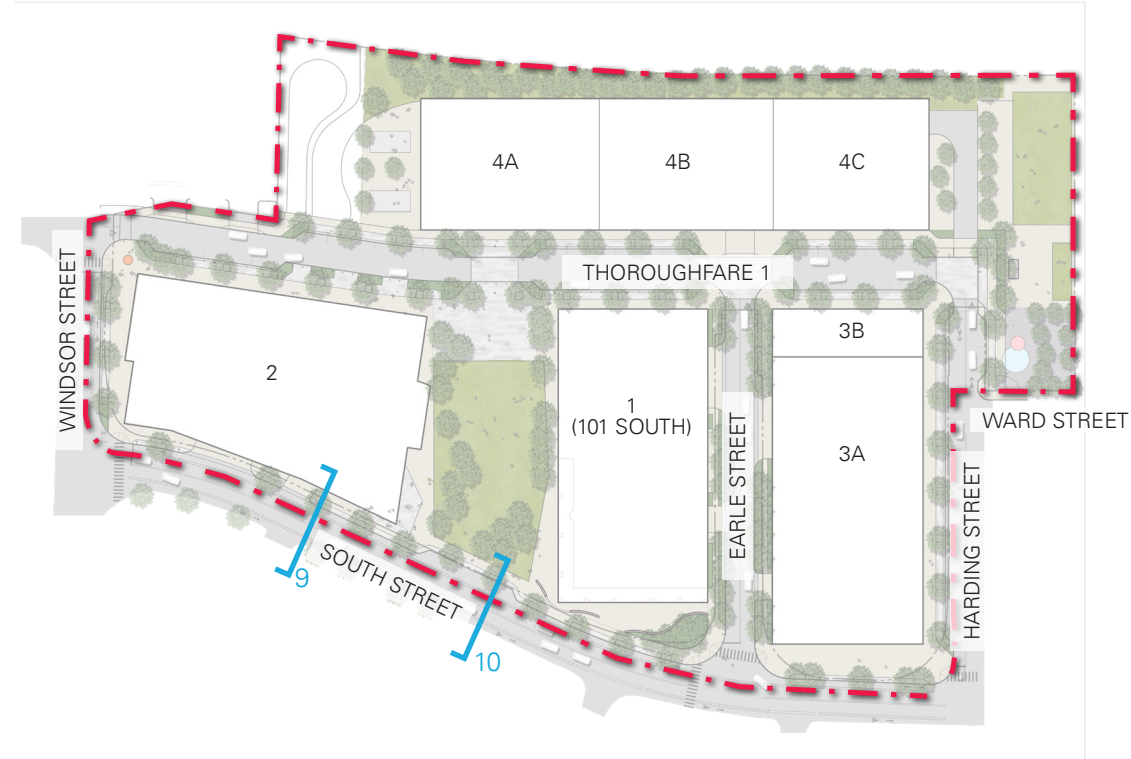 4A
4B
4C
THOROUGHFARE 1
WINDSOR STREET
2
3B
1
(101 SOUTH)
WARD STREET
3A
EARLE STREET
HARDING STREET
9
SOUTH STREET
10